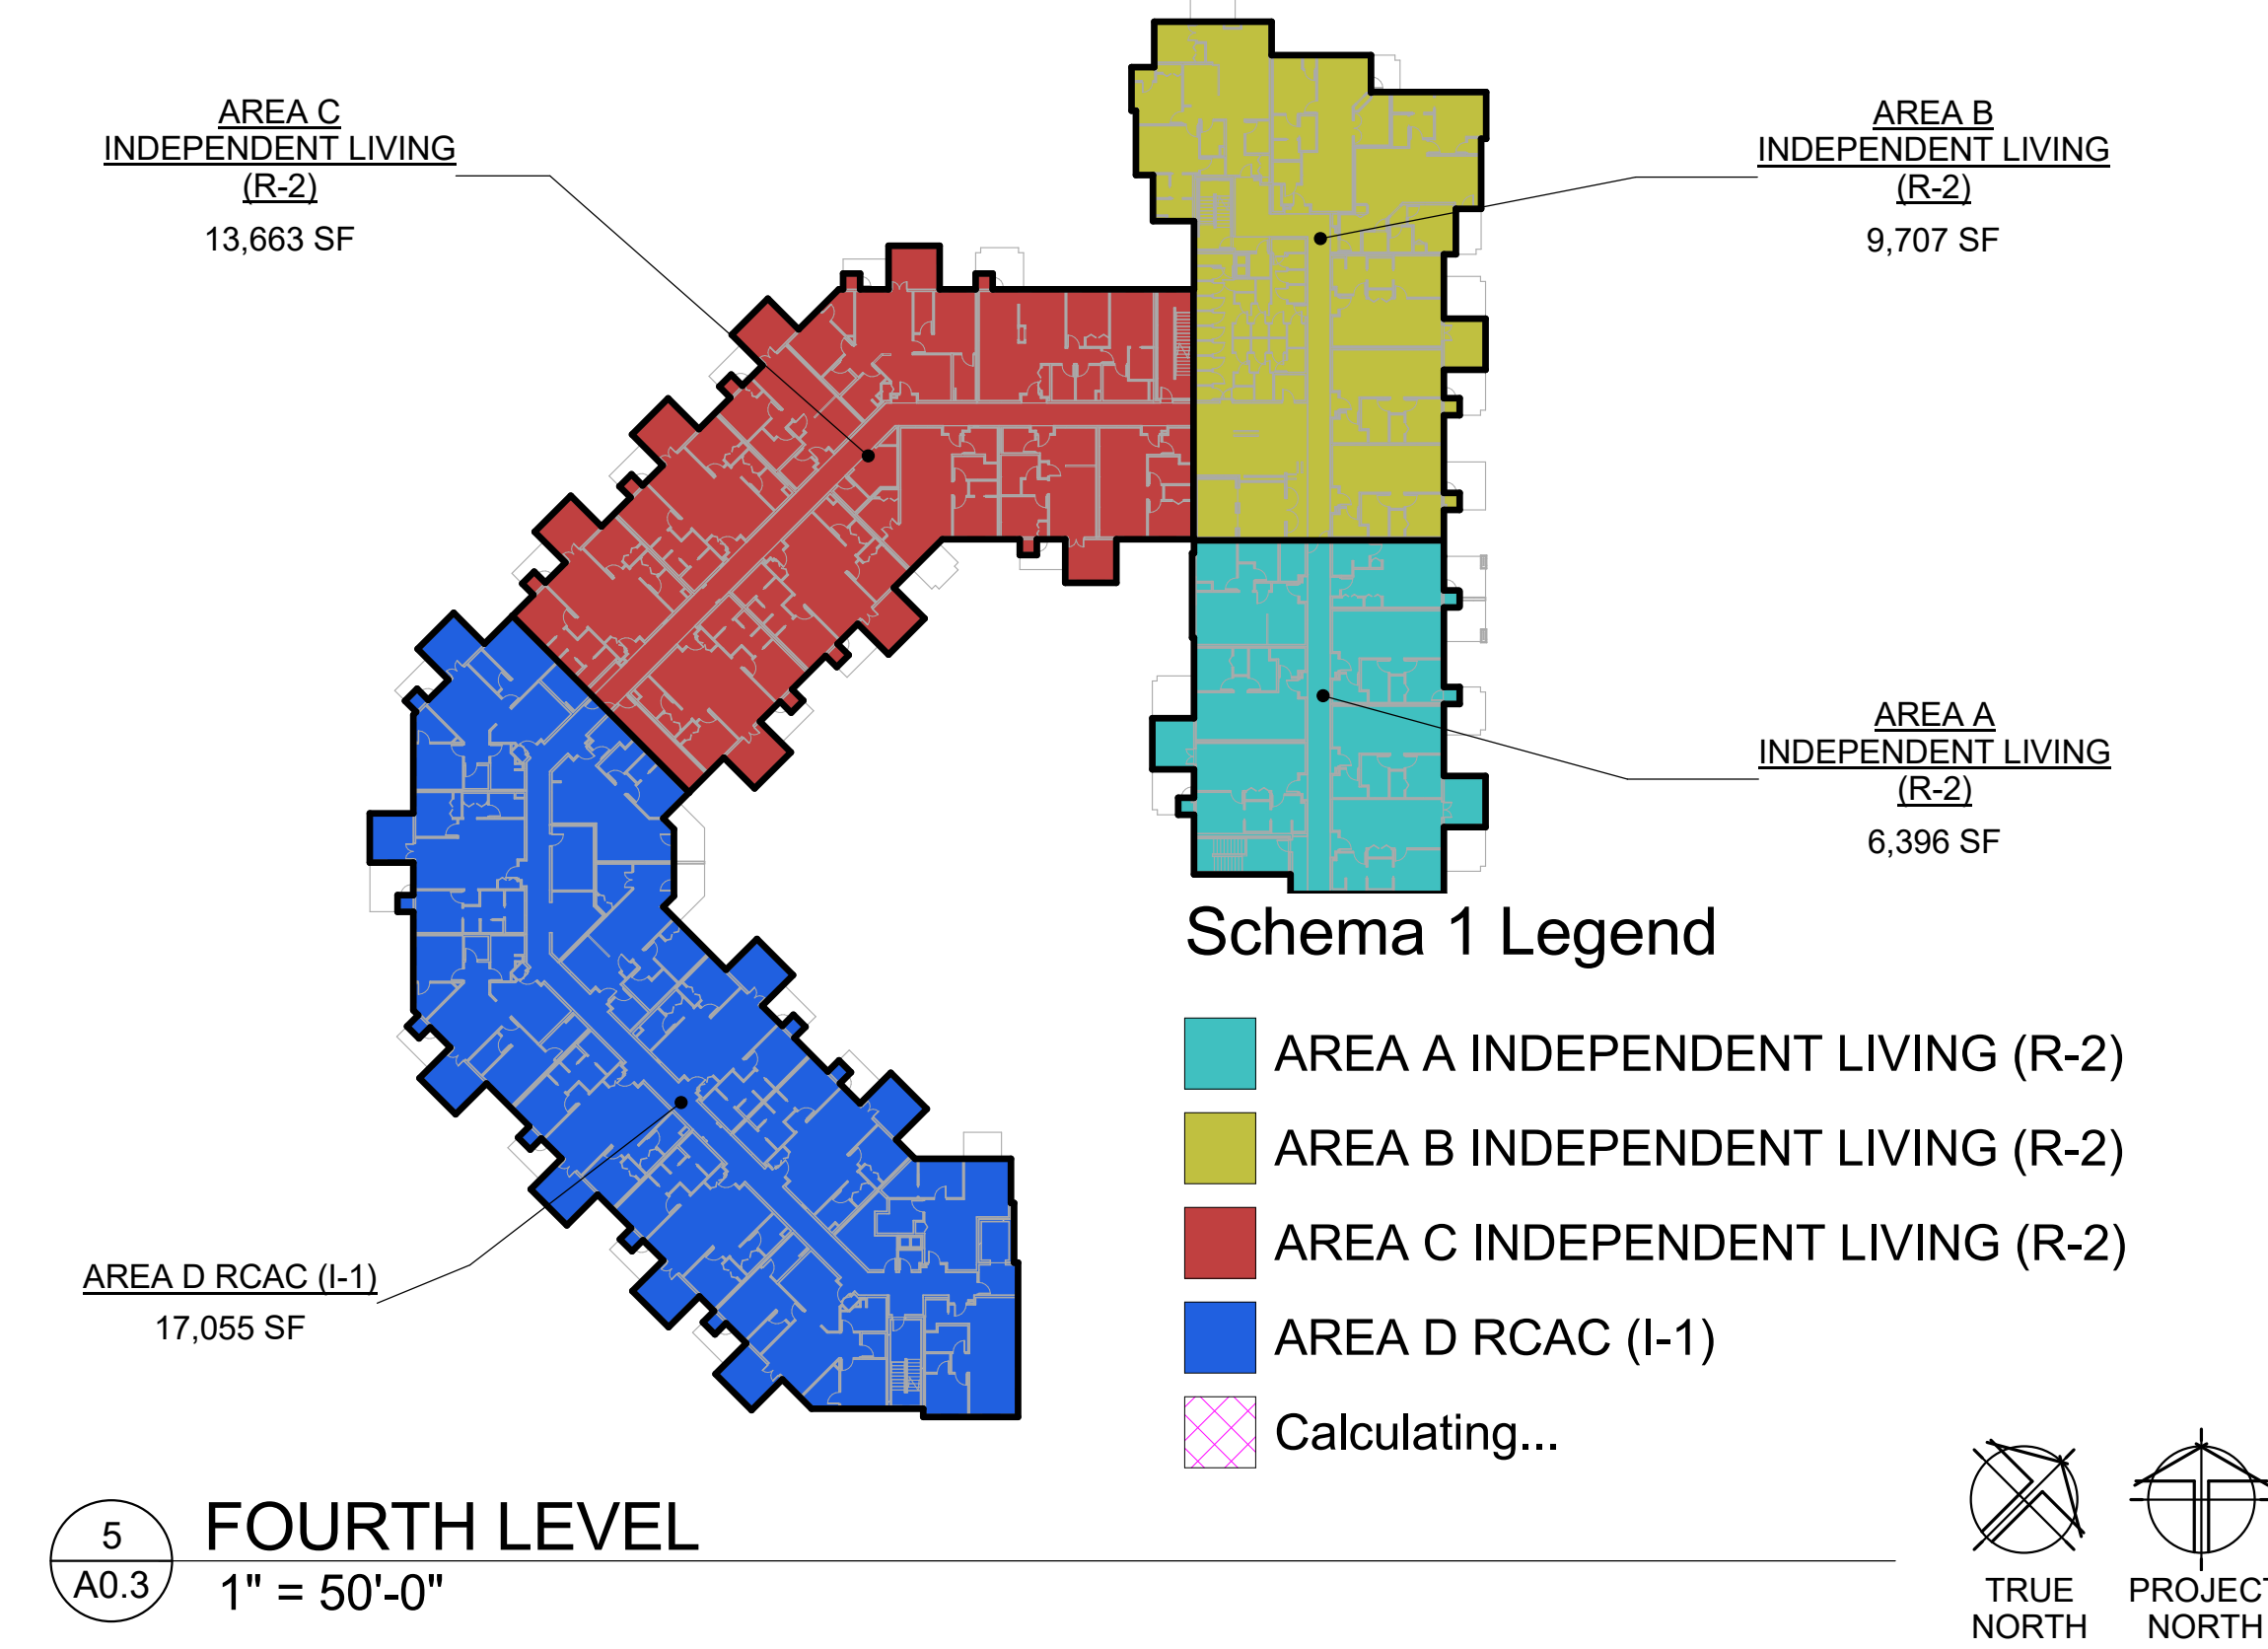 AREA C
INDEPENDENT LIVING
(R-2)
13,663 SF
AREA B
INDEPENDENT LIVING
(R-2)
9,707 SF
AREA A
INDEPENDENT LIVING
(R-2)
6,396 SF
AREA D RCAC (I-1)
17,055 SF
Schema 1 Legend
AREA A INDEPENDENT LIVING (R-2)
AREA B INDEPENDENT LIVING (R-2)
AREA C INDEPENDENT LIVING (R-2)
AREA D RCAC (I-1)
Calculating...
5
A0.3
FOURTH LEVEL
1" = 50'-0"
TRUE
NORTH
PROJECT
NORTH